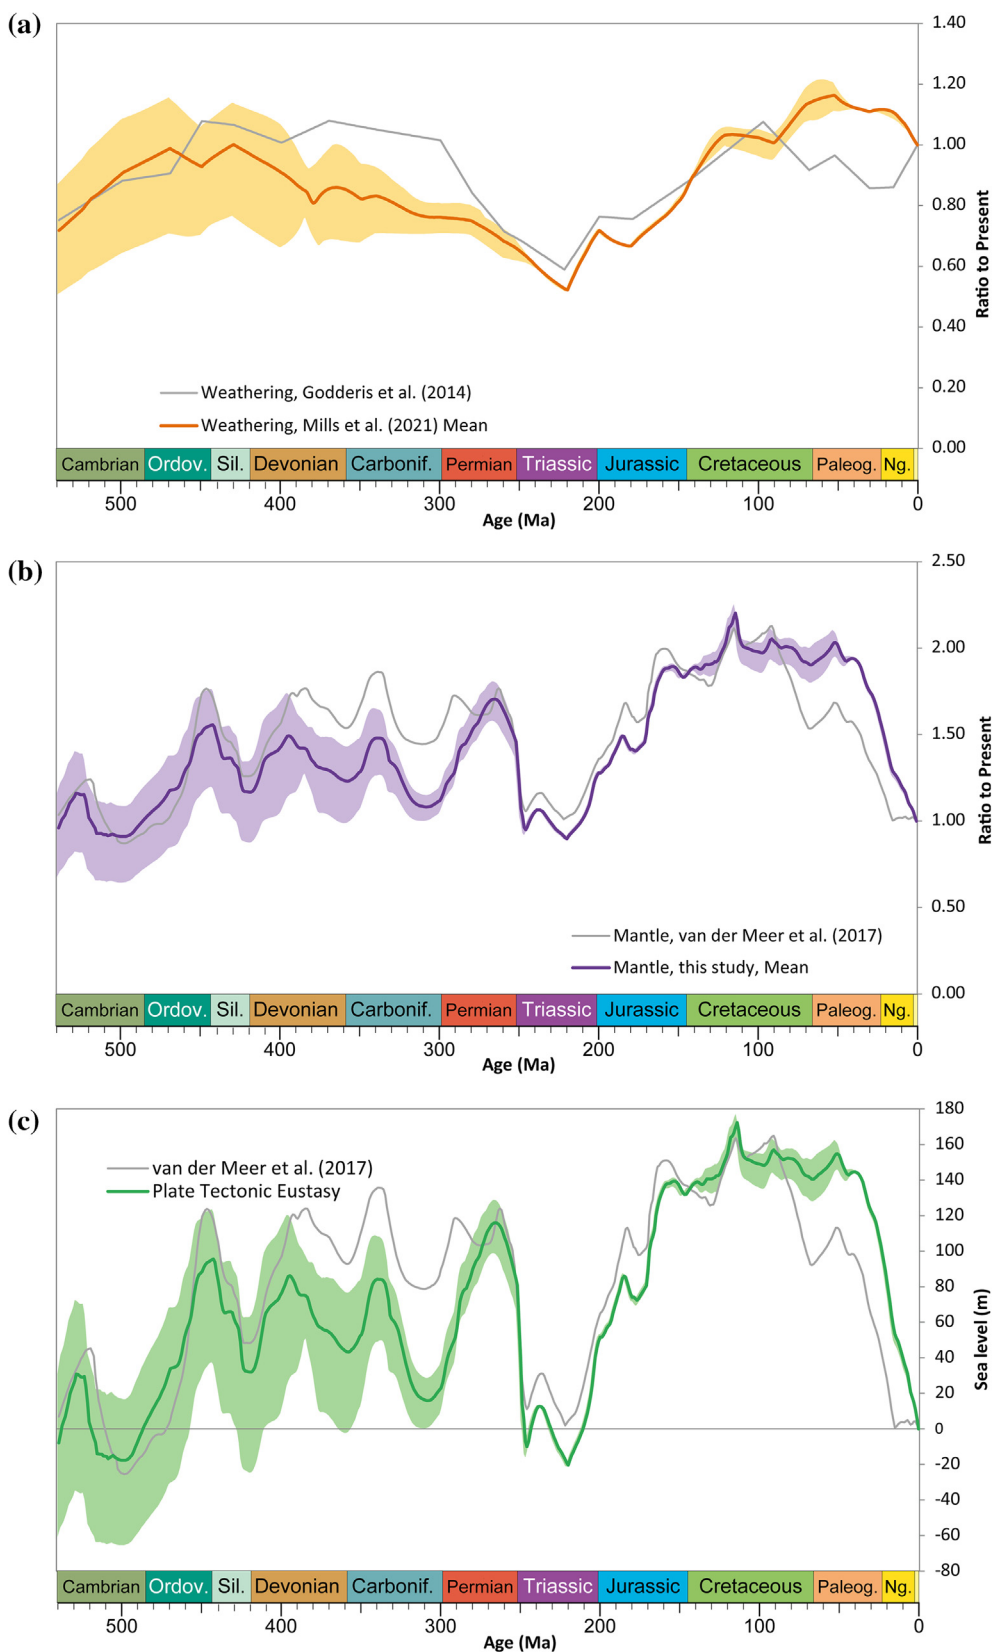 (a)
1.40
1.20
1.00
0.80
0.60
0.40
0.20
0.00
Ratio to Present
Weathering, Godderis et al. (2014)
Weathering, Mills et al. (2021) Mean
Cambrian Ordov. Sil. Devonian Carbonif. Permian Triassic Jurassic Cretaceous Paleog. Ng.
500 400 300 200 100 0
Age (Ma)
(b)
2.50
2.00
1.50
1.00
0.50
0.00
Ratio to Present
Mantle, van der Meer et al. (2017)
Mantle, this study, Mean
Cambrian Ordov. Sil. Devonian Carbonif. Permian Triassic Jurassic Cretaceous Paleog. Ng.
500 400 300 200 100 0
Age (Ma)
(c)
180
160
140
120
100
80
60
40
20
0
-20
-40
-60
-80
Sea level (m)
van der Meer et al. (2017)
Plate Tectonic Eustasy
Cambrian Ordov. Sil. Devonian Carbonif. Permian Triassic Jurassic Cretaceous Paleog. Ng.
500 400 300 200 100 0
Age (Ma)